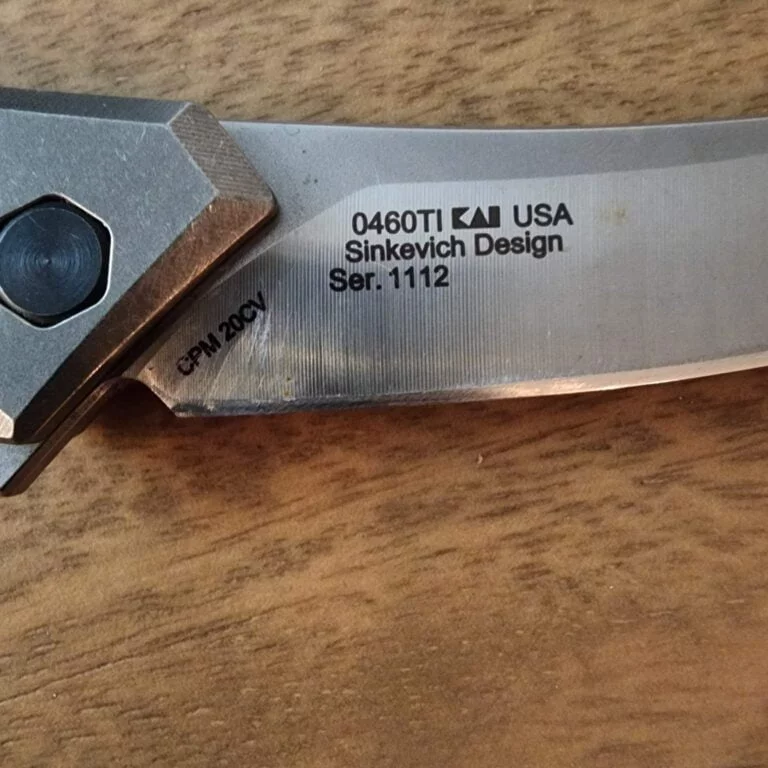 0460TI KAI USA
Sinkevich Design
Ser. 1112
CPM 20CV